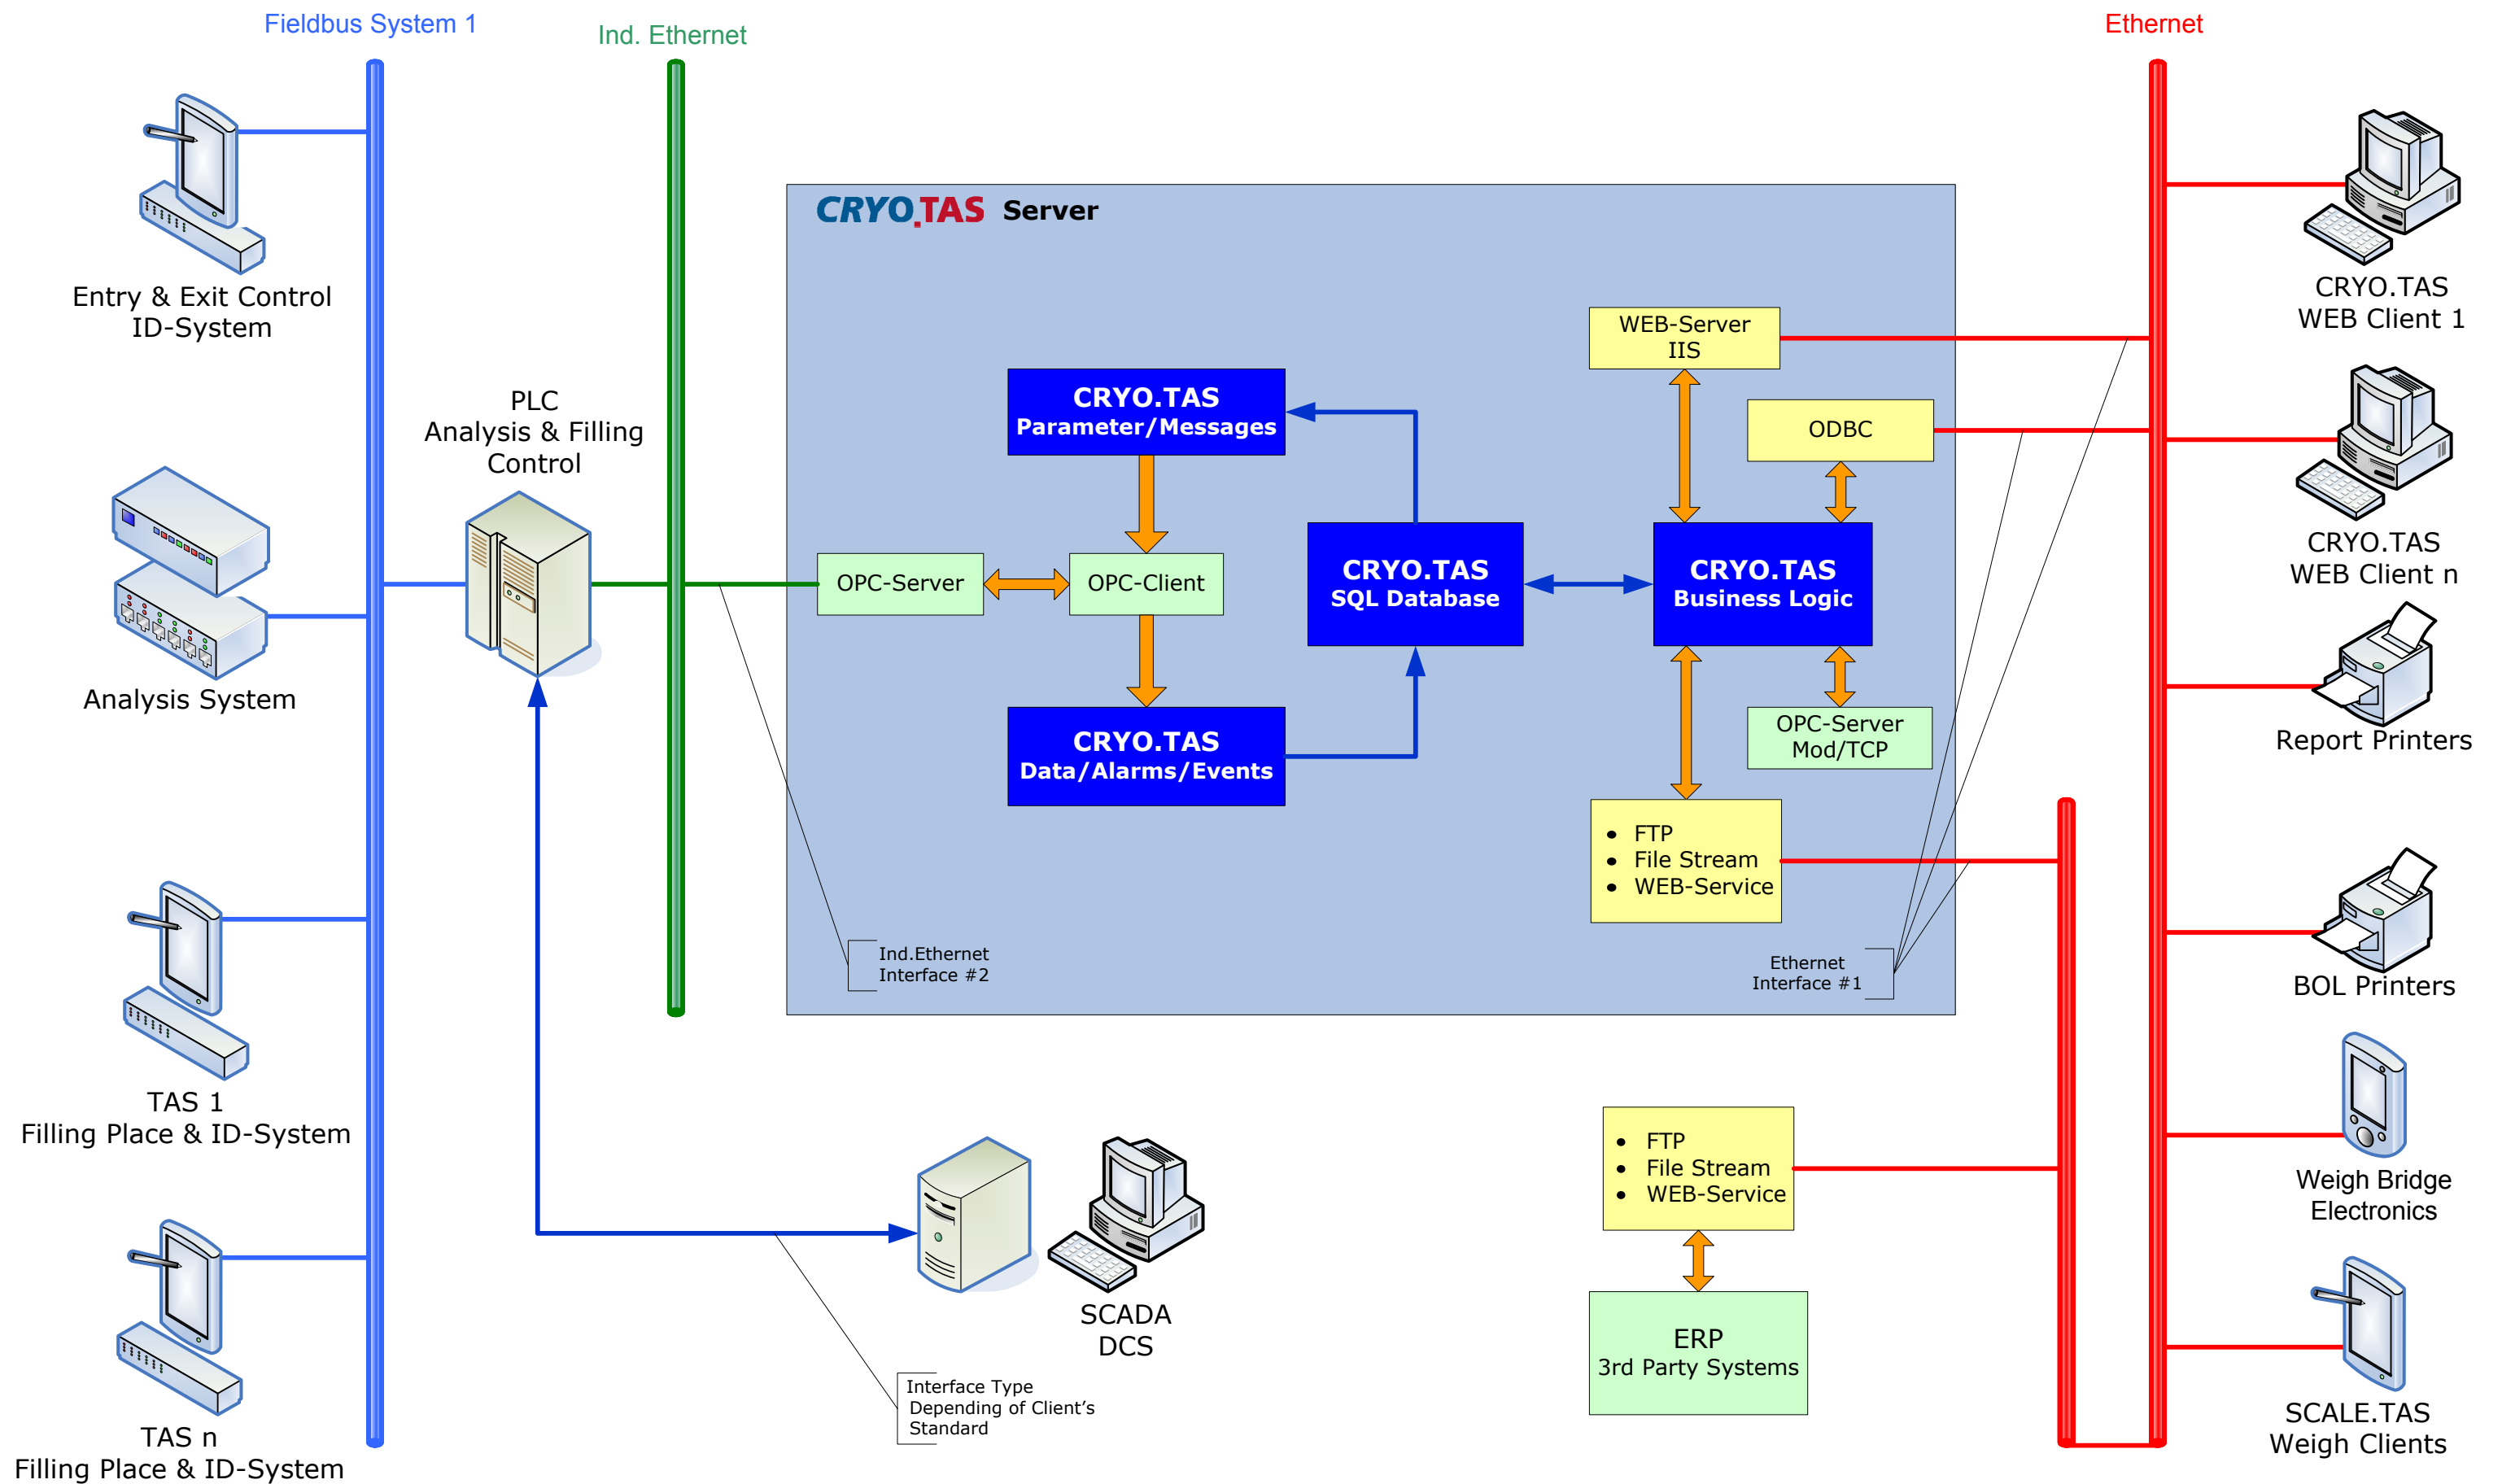 Fieldbus System 1
Ind. Ethernet
Ethernet
Entry & Exit Control
ID-System
Analysis System
TAS 1
Filling Place & ID-System
TAS n
Filling Place & ID-System
PLC
Analysis & Filling
Control
CRYO.TAS Server
CRYO.TAS
Parameter/Messages
OPC-Server
OPC-Client
CRYO.TAS
Data/Alarms/Events
CRYO.TAS
SQL Database
CRYO.TAS
Business Logic
WEB-Server
IIS
ODBC
OPC-Server
Mod/TCP
• FTP
• File Stream
• WEB-Service
Ind.Ethernet
Interface #2
Ethernet
Interface #1
SCADA
DCS
Interface Type
Depending of Client's
Standard
• FTP
• File Stream
• WEB-Service
ERP
3rd Party Systems
CRYO.TAS
WEB Client 1
CRYO.TAS
WEB Client n
Report Printers
BOL Printers
Weigh Bridge
Electronics
SCALE.TAS
Weigh Clients